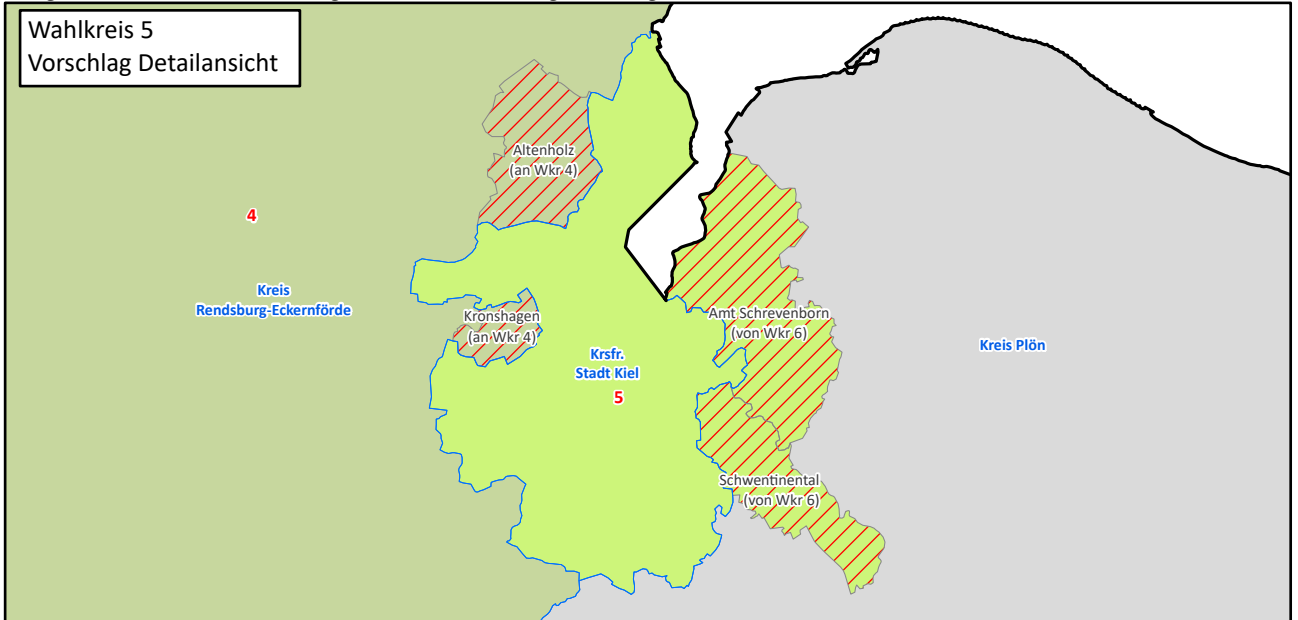 Wahlkreis 5
Vorschlag Detailansicht
Altenholz
(an Wkr 4)
4
Kreis
Rendsburg-Eckernförde
Kronshagen
(an Wkr 4)
Amt Schrevenborn
(von Wkr 6)
Kreis Plön
Krsfr.
Stadt Kiel
5
Schwentinental
(von Wkr 6)